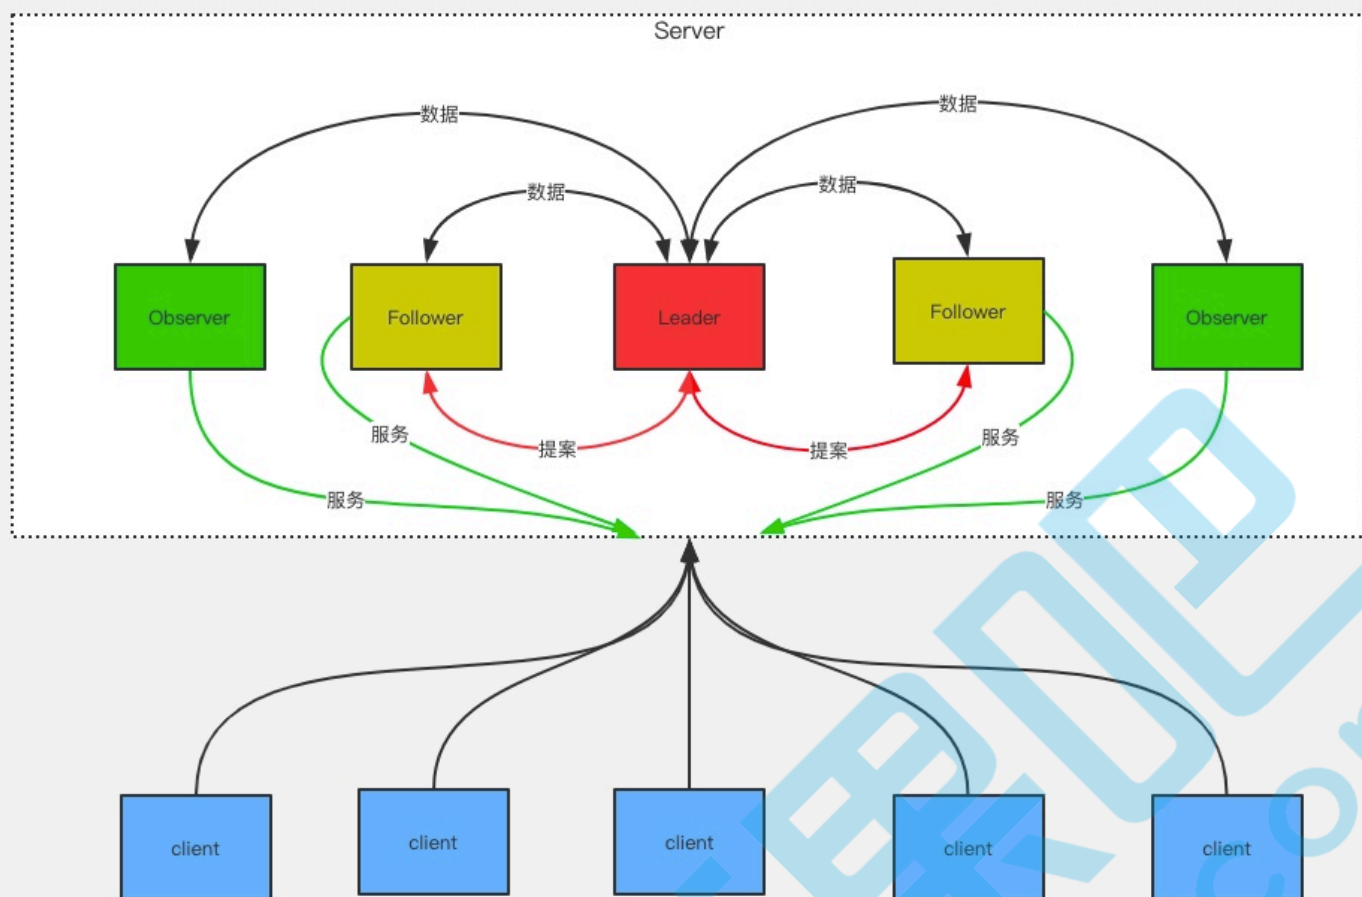 Server
数据
数据
数据
数据
Observer
Follower
Leader
Follower
Observer
服务
提案
提案
服务
服务
服务
client
client
client
client
client